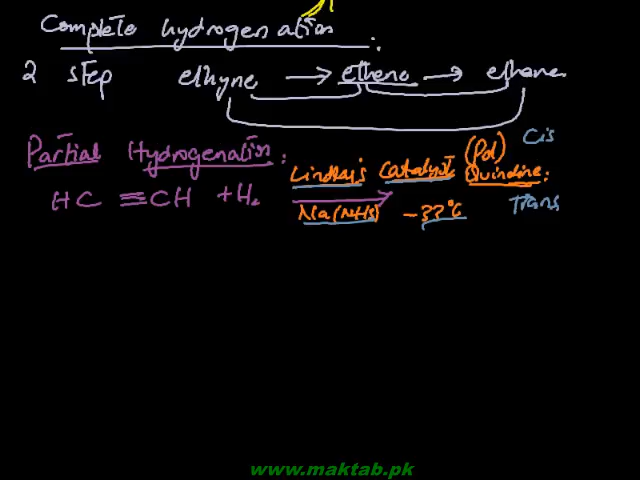 Complete hydrogenation.
2 step ethyne → ethene → ethane
Partial Hydrogenation:
Lindlar's Catalyst (Pd) Quinoline: Cis
HC ≡ CH + H₂
Na(NH3) -33°C Trans
www.maktab.pk